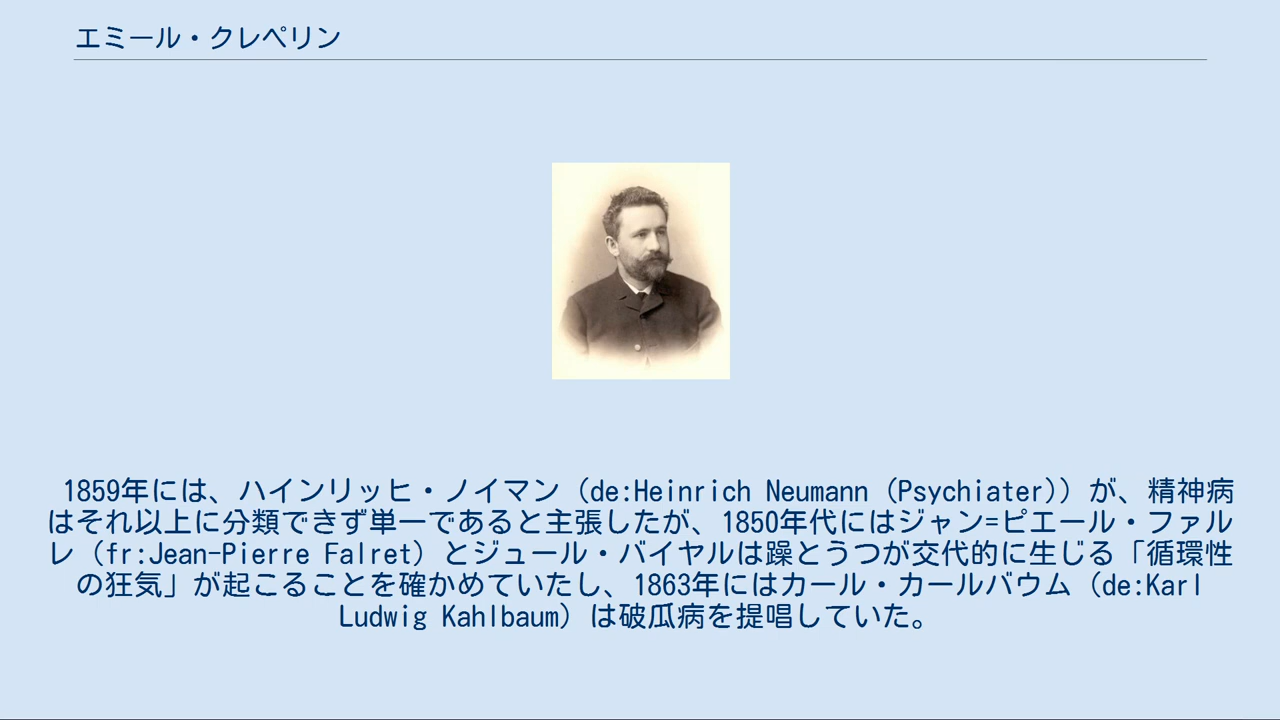 エミール・クレペリン
1859年には、ハインリッヒ・ノイマン（de:Heinrich Neumann (Psychiater)）が、精神病
はそれ以上に分類できず単一であると主張したが、1850年代にはジャン=ピエール・ファル
レ（fr:Jean-Pierre Falret）とジュール・バイヤルは躁とうつが交代的に生じる「循環性
の狂気」が起こることを確かめていたし、1863年にはカール・カールバウム（de:Karl
Ludwig Kahlbaum）は破瓜病を提唱していた。